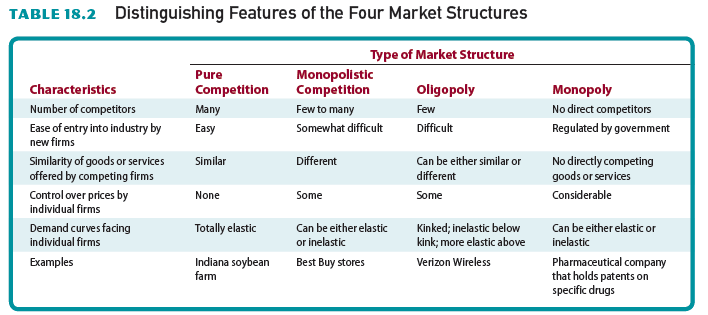 TABLE 18.2 Distinguishing Features of the Four Market Structures
Type of Market Structure
Characteristics
Pure
Competition
Monopolistic
Competition
Oligopoly
Monopoly
Number of competitors
Many
Few to many
Few
No direct competitors
Ease of entry into industry by
new firms
Easy
Somewhat difficult
Difficult
Regulated by government
Similarity of goods or services
offered by competing firms
Similar
Different
Can be either similar or
different
No directly competing
goods or services
Control over prices by
individual firms
None
Some
Some
Considerable
Demand curves facing
individual firms
Totally elastic
Can be either elastic
or inelastic
Kinked; inelastic below
kink; more elastic above
Can be either elastic or
inelastic
Examples
Indiana soybean
farm
Best Buy stores
Verizon Wireless
Pharmaceutical company
that holds patents on
specific drugs